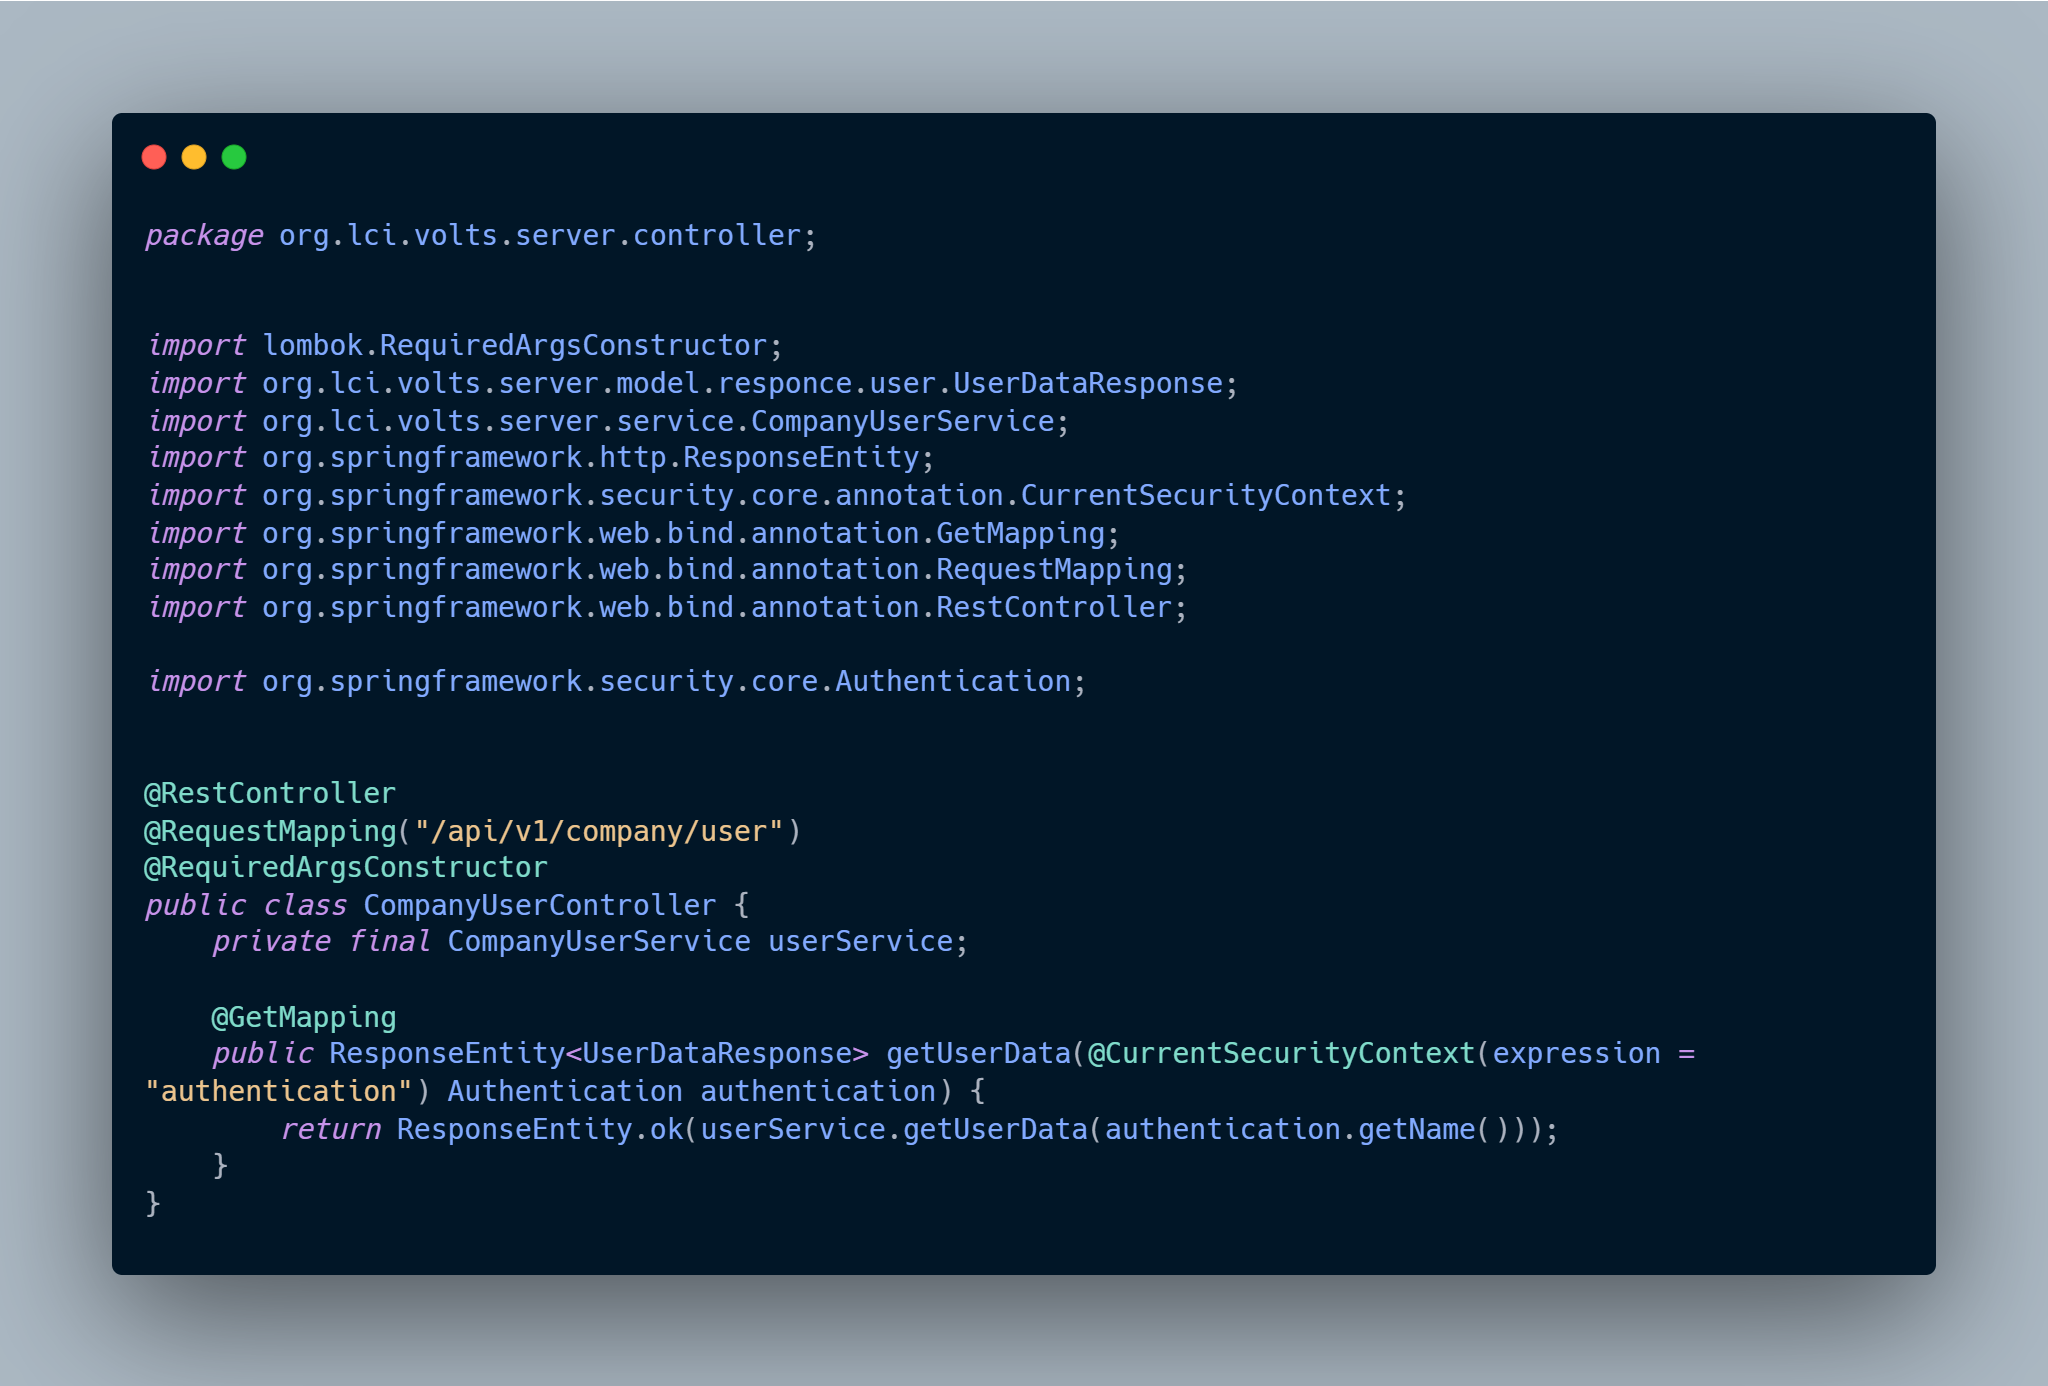 package org.lci.volts.server.controller;
import lombok.RequiredArgsConstructor;
import org.lci.volts.server.model.responce.user.UserDataResponse;
import org.lci.volts.server.service.CompanyUserService;
import org.springframework.http.ResponseEntity;
import org.springframework.security.core.annotation.CurrentSecurityContext;
import org.springframework.web.bind.annotation.GetMapping;
import org.springframework.web.bind.annotation.RequestMapping;
import org.springframework.web.bind.annotation.RestController;
import org.springframework.security.core.Authentication;
@RestController
@RequestMapping("/api/v1/company/user")
@RequiredArgsConstructor
public class CompanyUserController {
    private final CompanyUserService userService;
    @GetMapping
    public ResponseEntity<UserDataResponse> getUserData(@CurrentSecurityContext(expression =
"authentication") Authentication authentication) {
        return ResponseEntity.ok(userService.getUserData(authentication.getName()));
    }
}